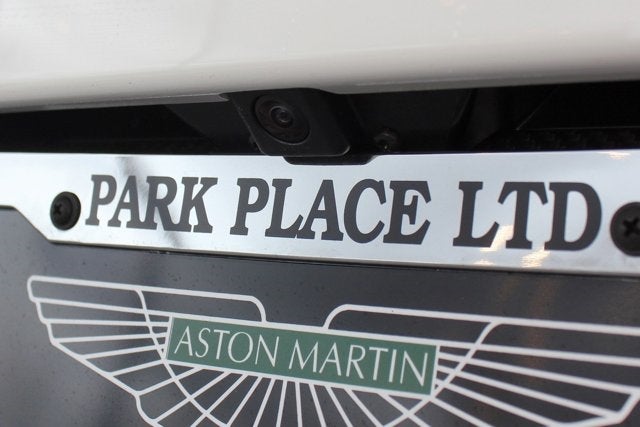 PARK PLACE LTD
ASTON MARTIN